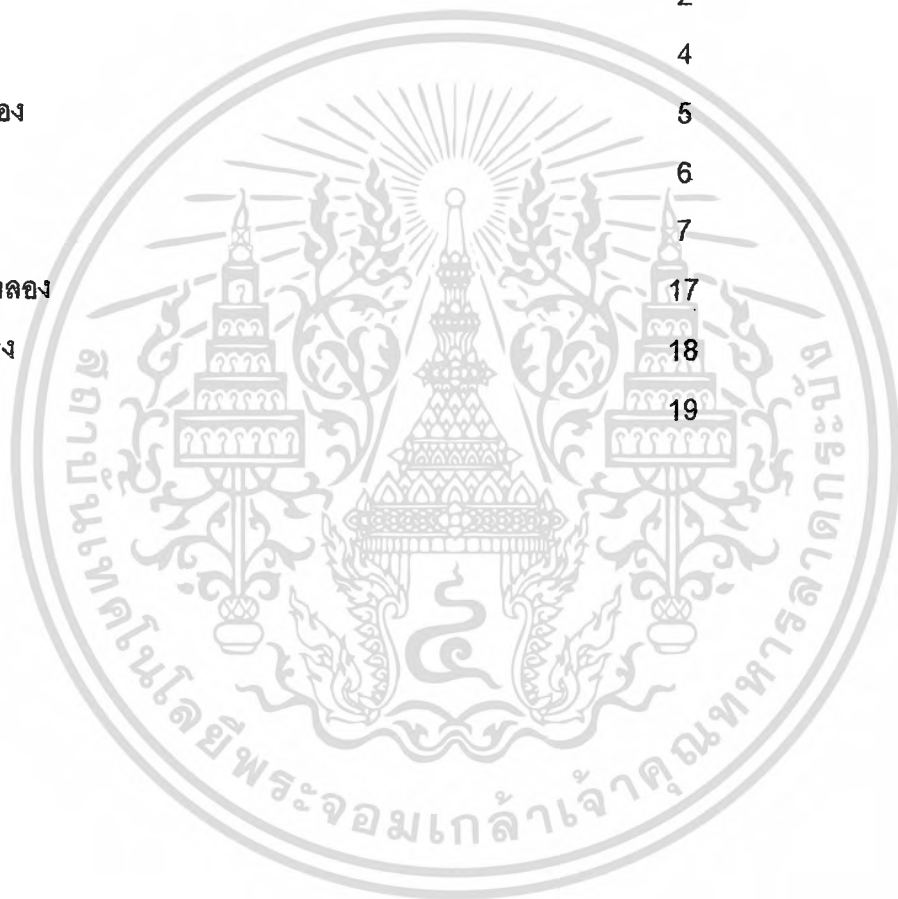 4
อง 5
6
7
ลอง 17
ง 18
19
สถาบันเทคโนโลยีพระจอมเกล้าเจ้าคุณทหารลาดกระบัง